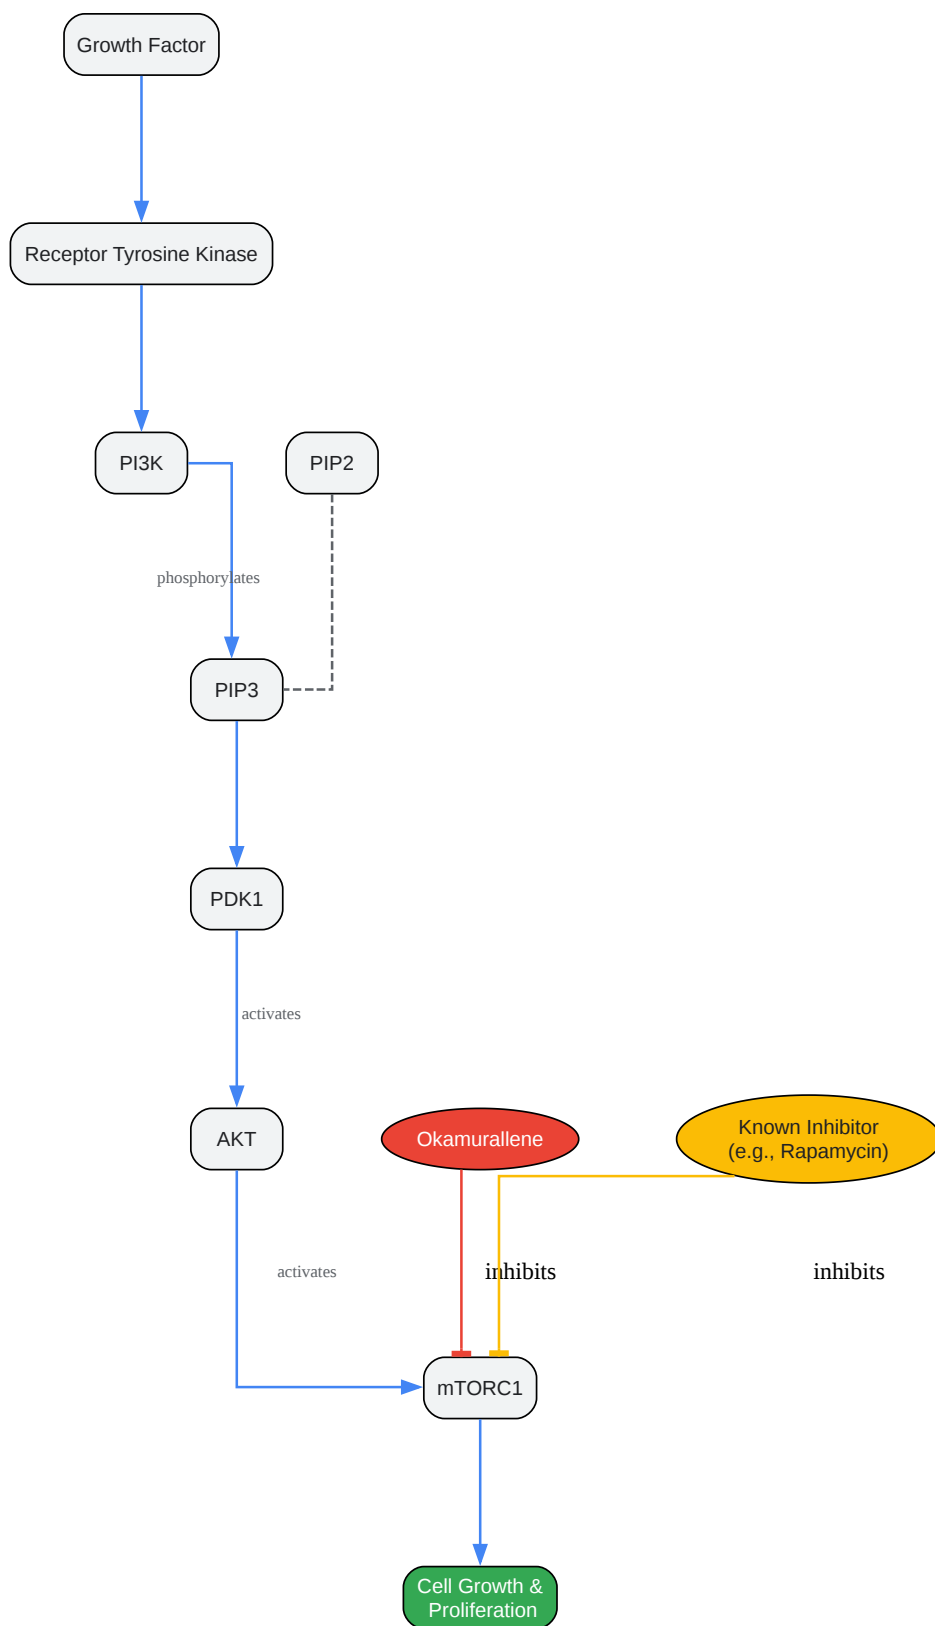 Growth Factor
Receptor Tyrosine Kinase
PI3K
PIP2
phosphorylates
PIP3
PDK1
activates
AKT
Okamurallene
Known Inhibitor
(e.g., Rapamycin)
activates
inhibits
inhibits
mTORC1
Cell Growth &
Proliferation